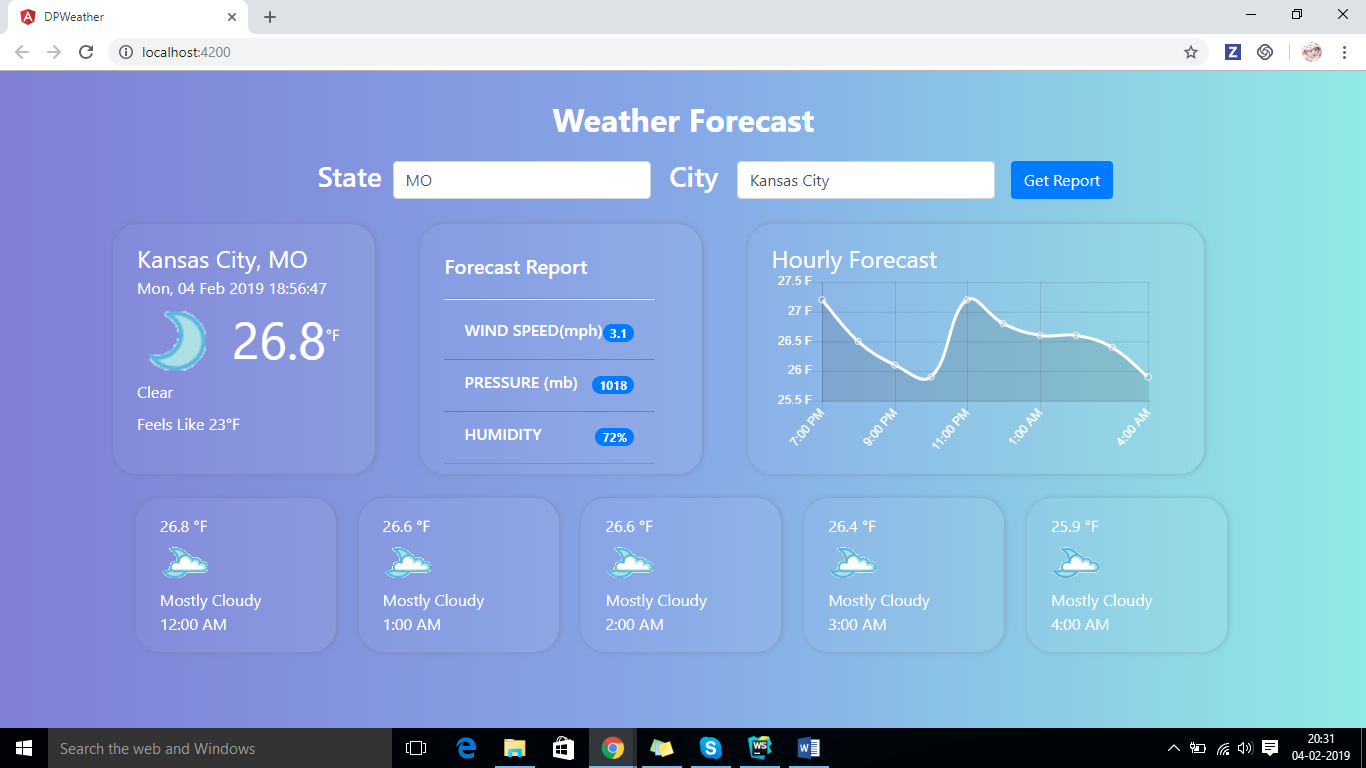 DPWeather
localhost:4200
Z
Weather Forecast
State MO City Kansas City Get Report
Kansas City, MO
Mon, 04 Feb 2019 18:56:47
26.8°F
Clear
Feels Like 23°F
Forecast Report
WIND SPEED(mph) 3.1
PRESSURE (mb) 1018
HUMIDITY 72%
Hourly Forecast
27.5 F
27 F
26.5 F
26 F
25.5 F
7:00 PM 9:00 PM 11:00 PM 1:00 AM 4:00 AM
26.8 °F
Mostly Cloudy
12:00 AM
26.6 °F
Mostly Cloudy
1:00 AM
26.6 °F
Mostly Cloudy
2:00 AM
26.4 °F
Mostly Cloudy
3:00 AM
25.9 °F
Mostly Cloudy
4:00 AM
Search the web and Windows
WS
20:31
04-02-2019